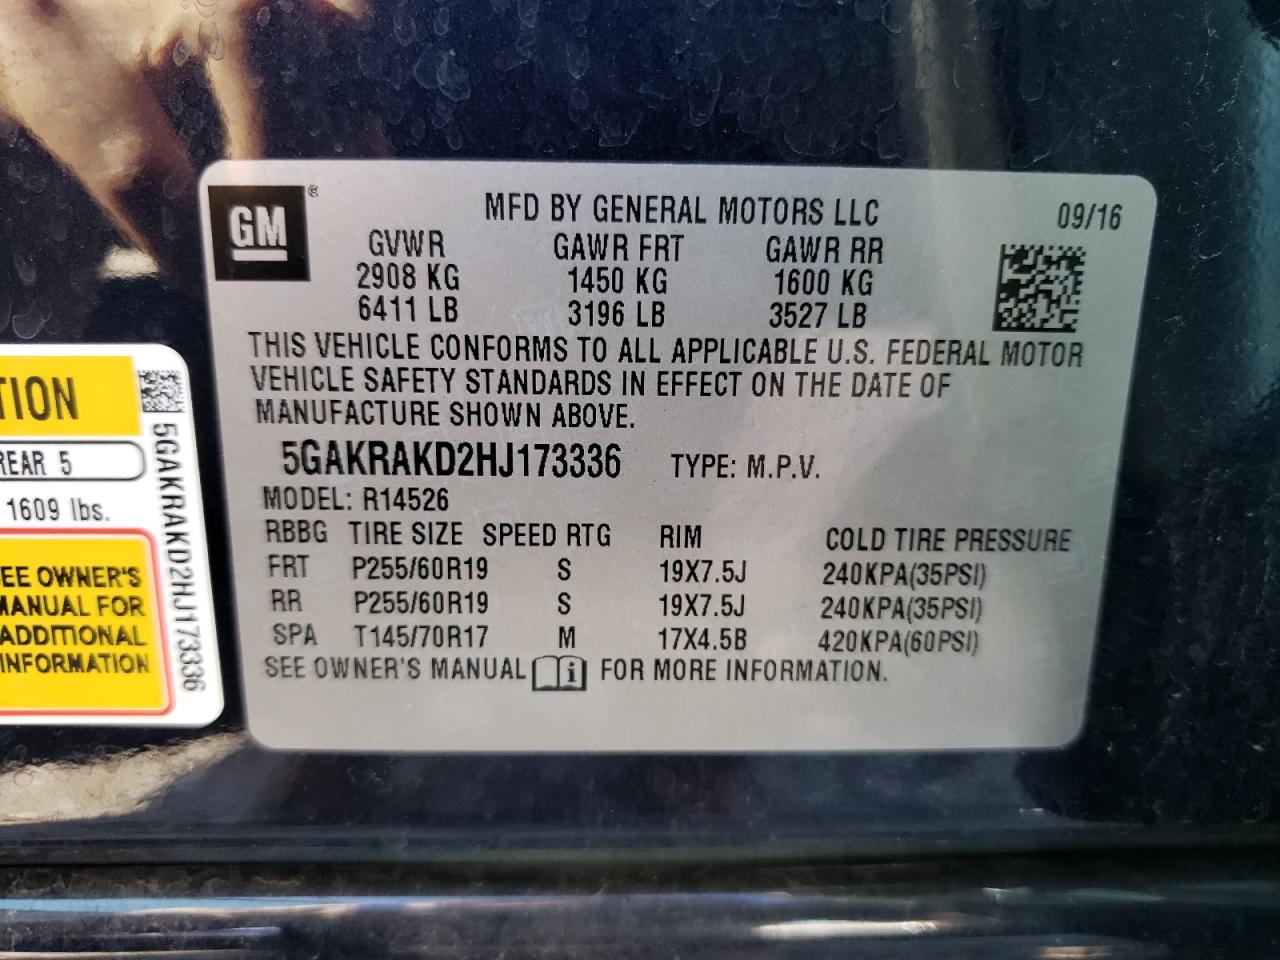 GM ®
MFD BY GENERAL MOTORS LLC 09/16
GVWR GAWR FRT GAWR RR
2908 KG 1450 KG 1600 KG
6411 LB 3196 LB 3527 LB
THIS VEHICLE CONFORMS TO ALL APPLICABLE U.S. FEDERAL MOTOR
VEHICLE SAFETY STANDARDS IN EFFECT ON THE DATE OF
MANUFACTURE SHOWN ABOVE.
5GAKRAKD2HJ173336 TYPE: M.P.V.
MODEL: R14526
RBBG TIRE SIZE SPEED RTG RIM COLD TIRE PRESSURE
FRT P255/60R19 S 19X7.5J 240KPA(35PSI)
RR P255/60R19 S 19X7.5J 240KPA(35PSI)
SPA T145/70R17 M 17X4.5B 420KPA(60PSI)
SEE OWNER'S MANUAL i FOR MORE INFORMATION.
TION
REAR 5
1609 lbs.
EE OWNER'S
MANUAL FOR
ADDITIONAL
INFORMATION
5GAKRAKD2HJ173336